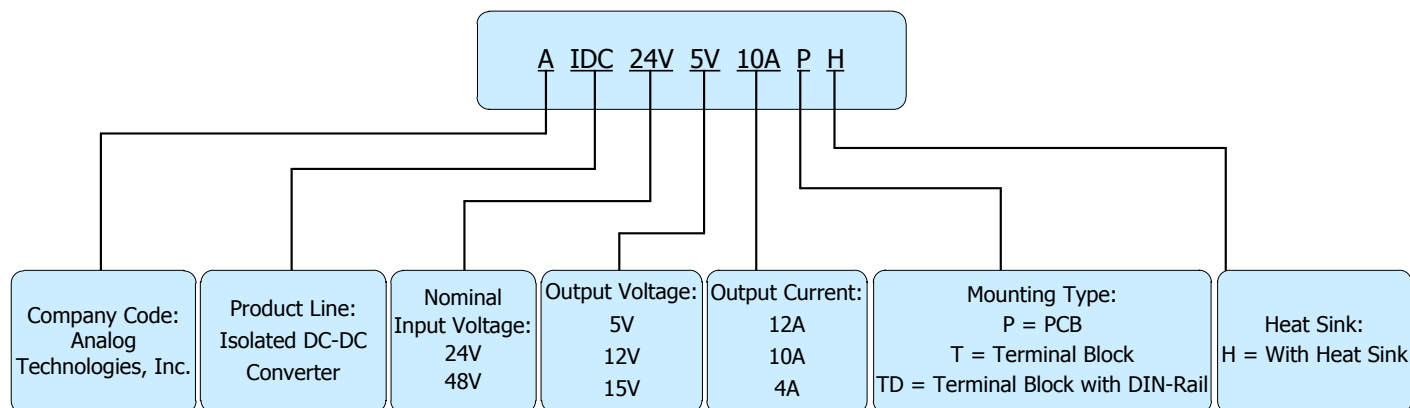 A IDC 24V 5V 10A P H
Company Code:
Analog
Technologies, Inc.
Product Line:
Isolated DC-DC
Converter
Nominal
Input Voltage:
24V
48V
Output Voltage:
5V
12V
15V
Output Current:
12A
10A
4A
Mounting Type:
P = PCB
T = Terminal Block
TD = Terminal Block with DIN-Rail
Heat Sink:
H = With Heat Sink